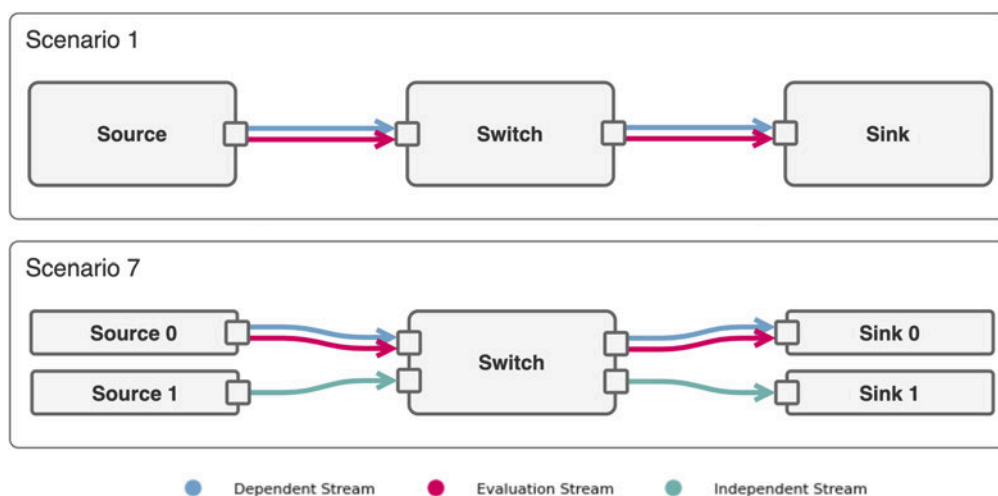 Scenario 1
Source
Switch
Sink
Scenario 7
Source 0
Source 1
Switch
Sink 0
Sink 1
Dependent Stream
Evaluation Stream
Independent Stream